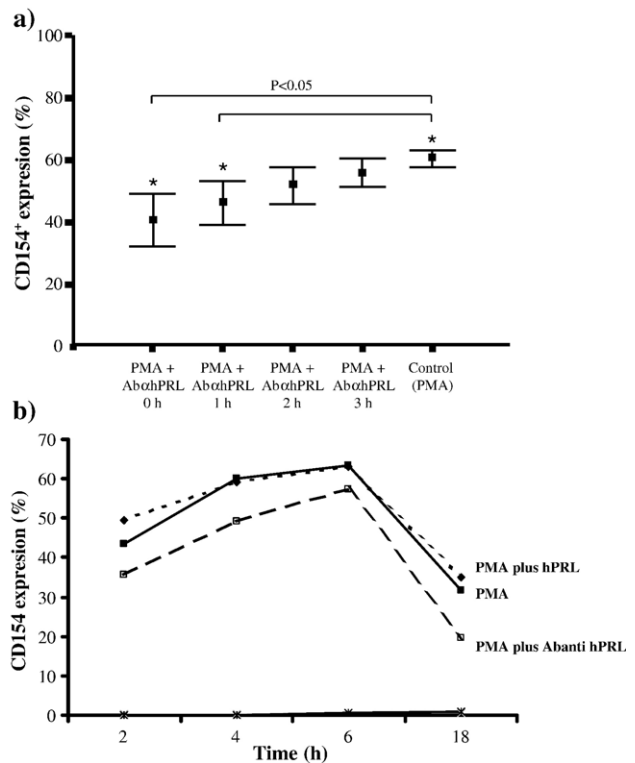 a)
CD154+ expresion (%)
100
80
60
40
20
0
P<0.05
*
*
*
PMA + AbαhPRL 0 h
PMA + AbαhPRL 1 h
PMA + AbαhPRL 2 h
PMA + AbαhPRL 3 h
Control (PMA)
b)
CD154 expresion (%)
70
60
50
40
30
20
10
0
PMA plus hPRL
PMA
PMA plus Abanti hPRL
2
4
6
18
Time (h)